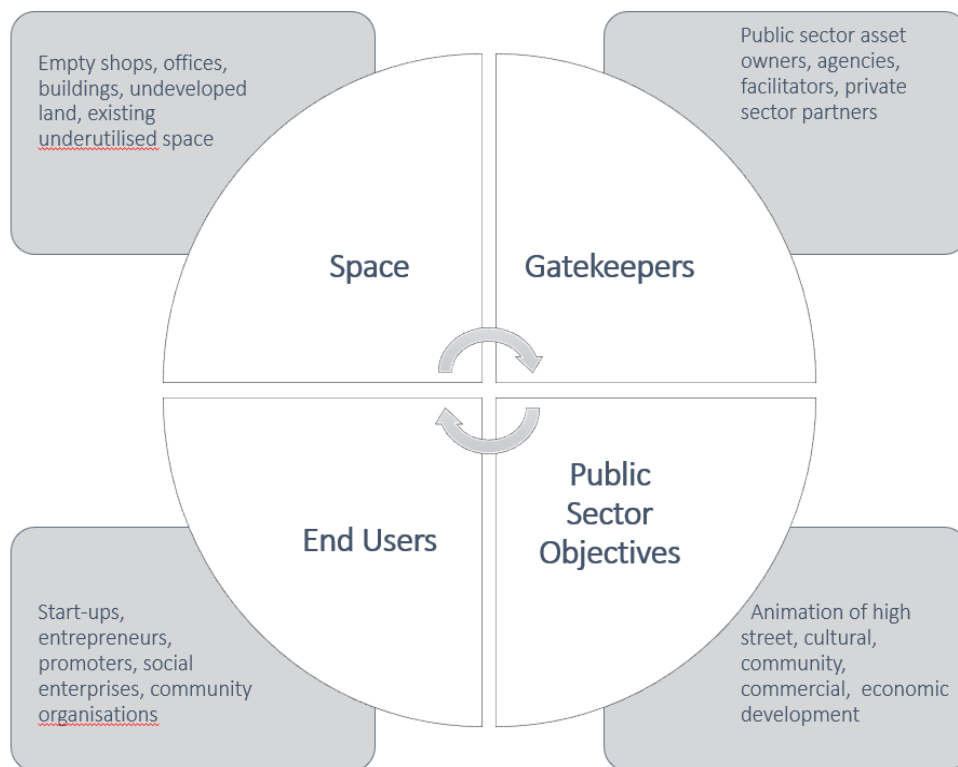 Empty shops, offices,
buildings, undeveloped
land, existing
underutilised space
Public sector asset
owners, agencies,
facilitators, private
sector partners
Space
Gatekeepers
End Users
Public
Sector
Objectives
Start-ups,
entrepreneurs,
promoters, social
enterprises, community
organisations
Animation of high
street, cultural,
community,
commercial, economic
development